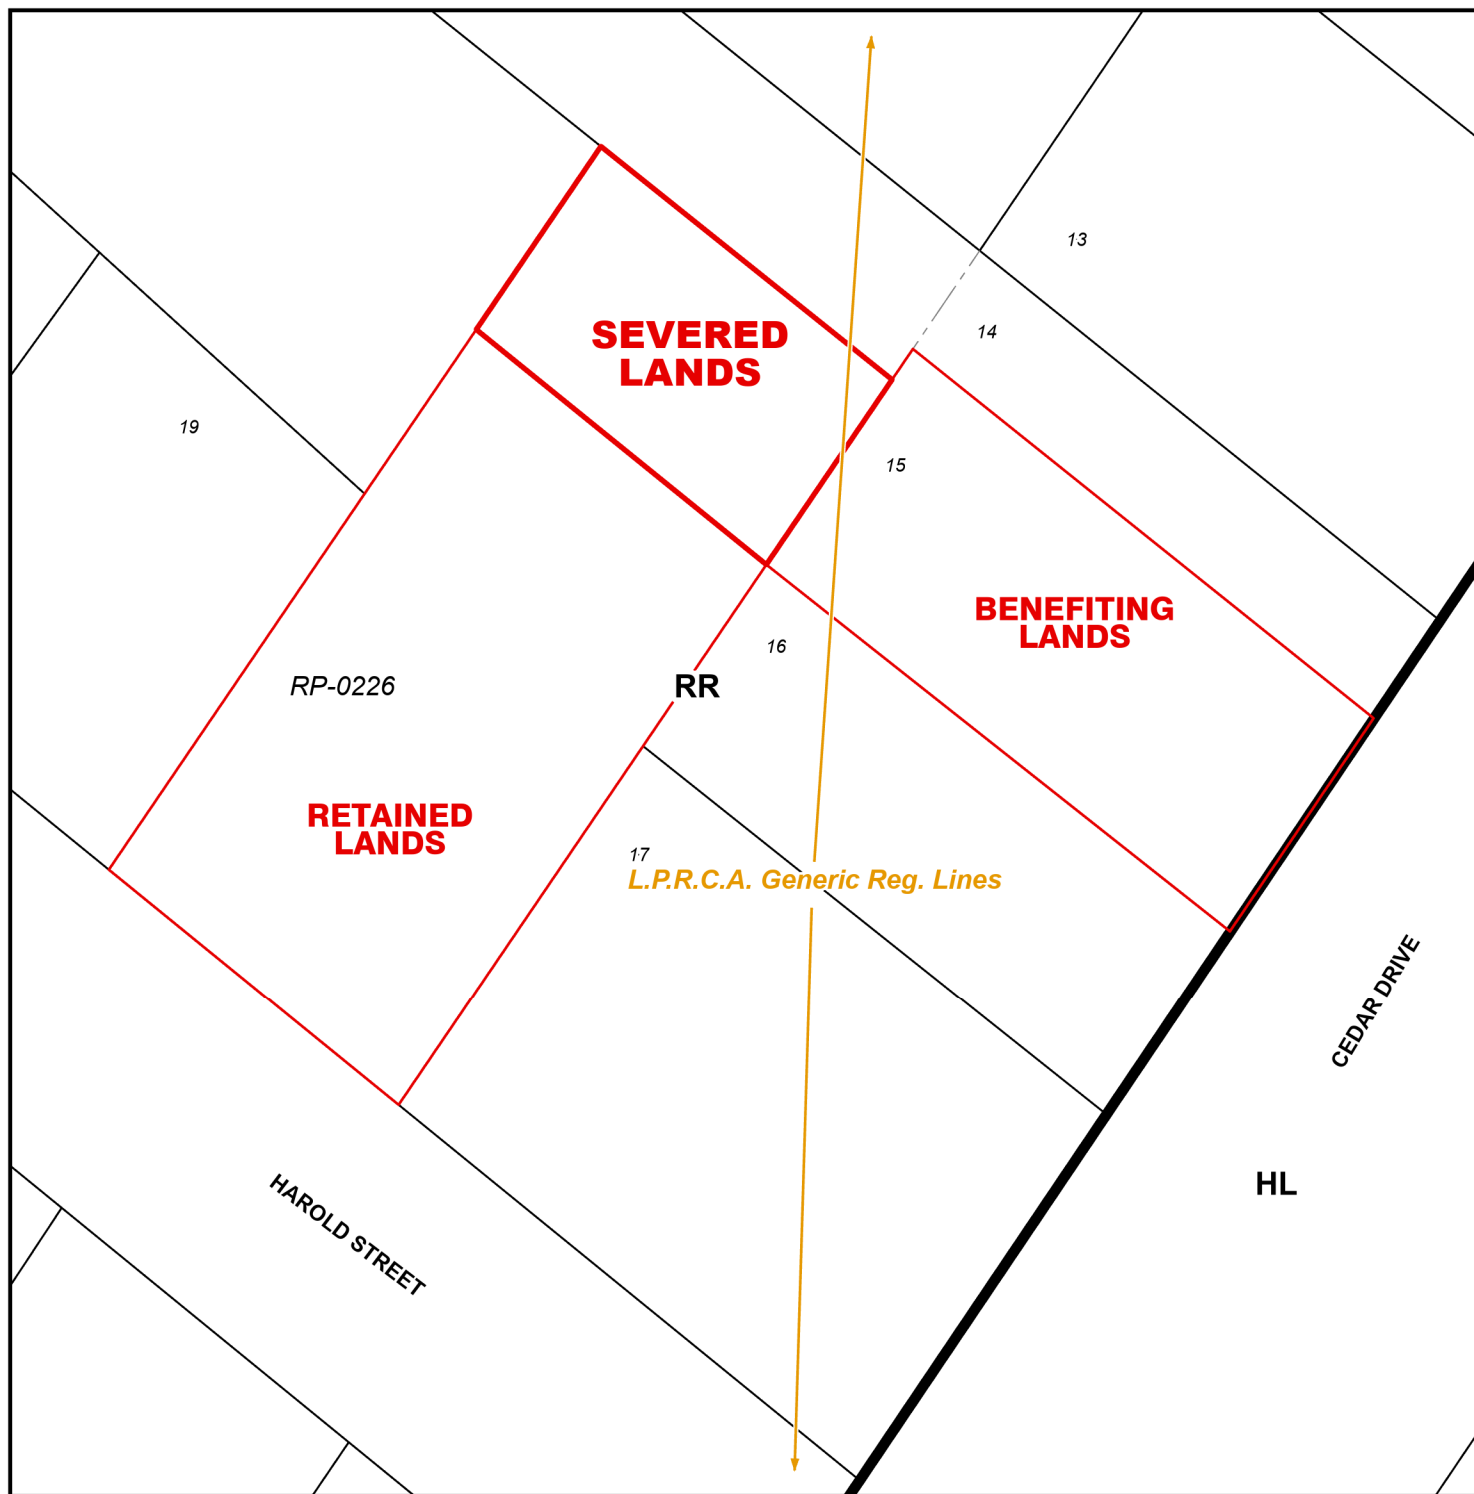 13
14
SEVERED
LANDS
19
15
BENEFITING
LANDS
16
RP-0226
RR
RETAINED
LANDS
17
L.P.R.C.A. Generic Reg. Lines
CEDAR DRIVE
HL
HAROLD STREET